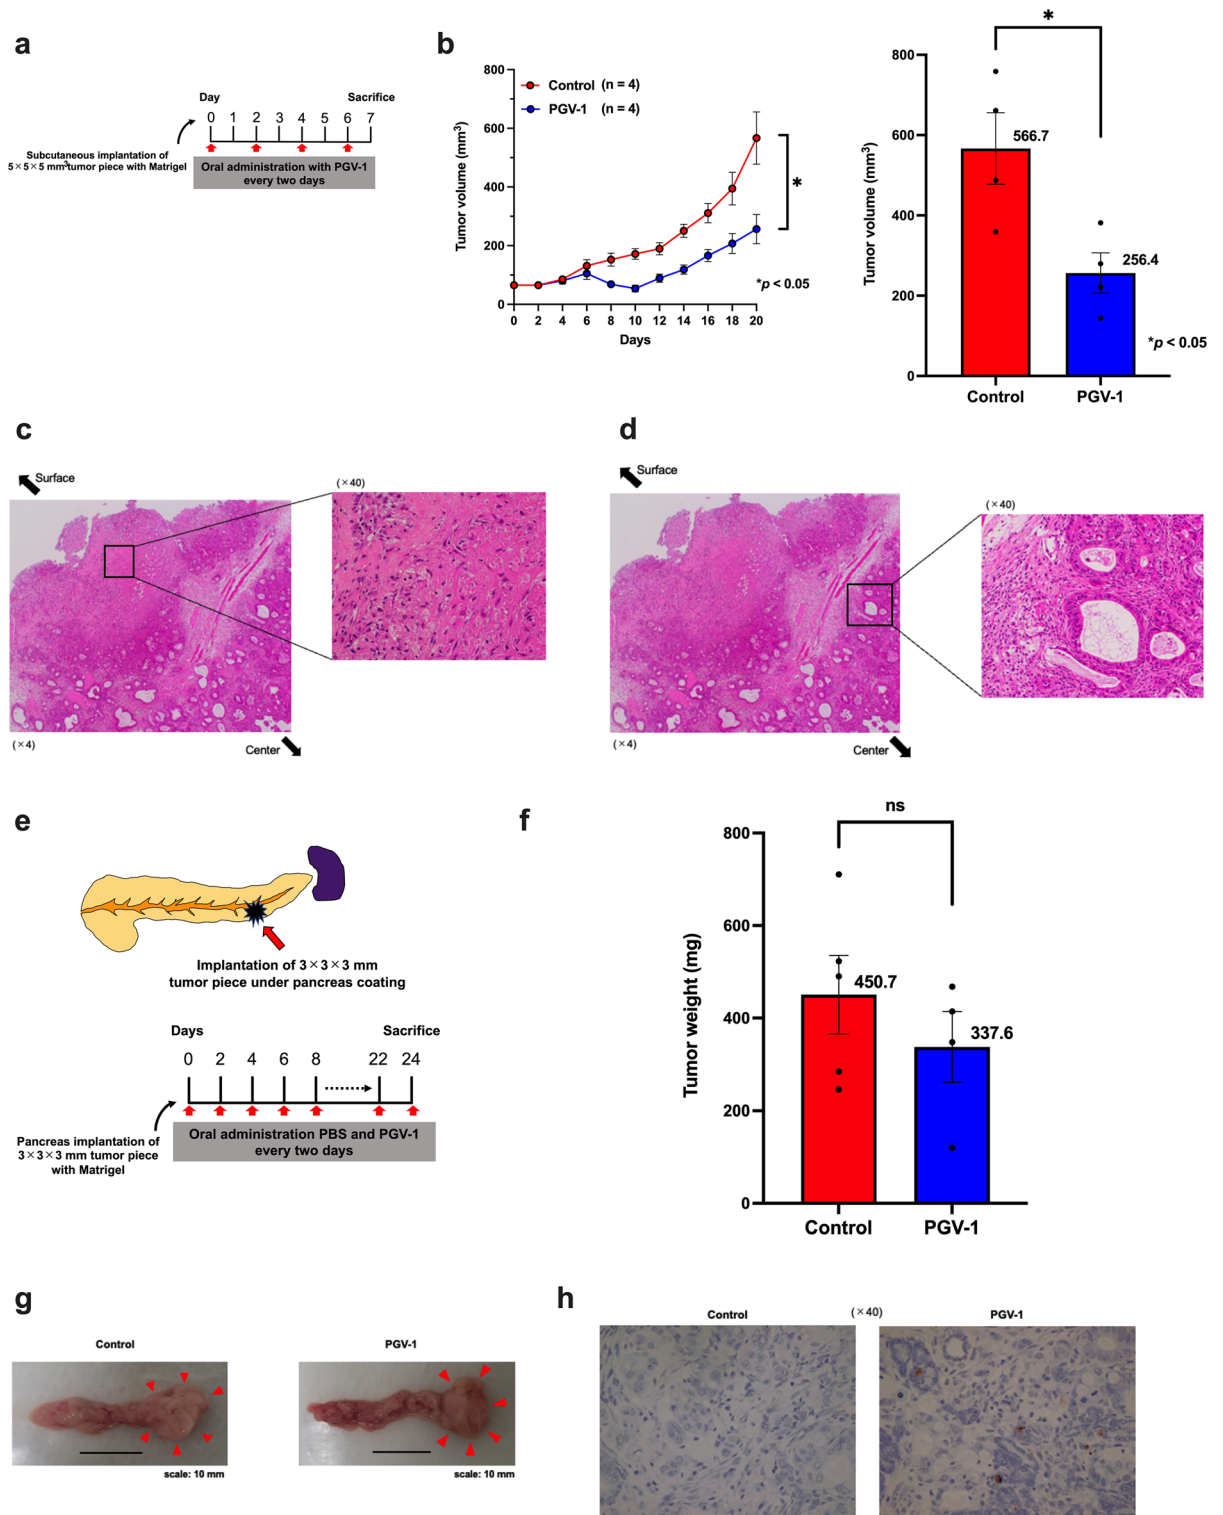 a
Day
Sacrifice
0 1 2 3 4 5 6 7
Subcutaneous implantation of
5×5×5 mm³tumor piece with Matrigel
Oral administration with PGV-1
every two days
b
800
600
400
200
0
Tumor volume (mm³)
Control (n = 4)
PGV-1 (n = 4)
*
*p < 0.05
0 2 4 6 8 10 12 14 16 18 20
Days
*
800
600
400
200
0
Tumor volume (mm³)
566.7
256.4
*p < 0.05
Control
PGV-1
c
Surface
(×40)
(×4)
Center
d
Surface
(×40)
(×4)
Center
e
Implantation of 3×3×3 mm
tumor piece under pancreas coating
Days
Sacrifice
0 2 4 6 8 22 24
Pancreas implantation of
3×3×3 mm tumor piece
with Matrigel
Oral administration PBS and PGV-1
every two days
f
ns
800
600
400
200
0
Tumor weight (mg)
450.7
337.6
Control
PGV-1
g
Control
PGV-1
scale: 10 mm
scale: 10 mm
h
Control
(×40)
PGV-1